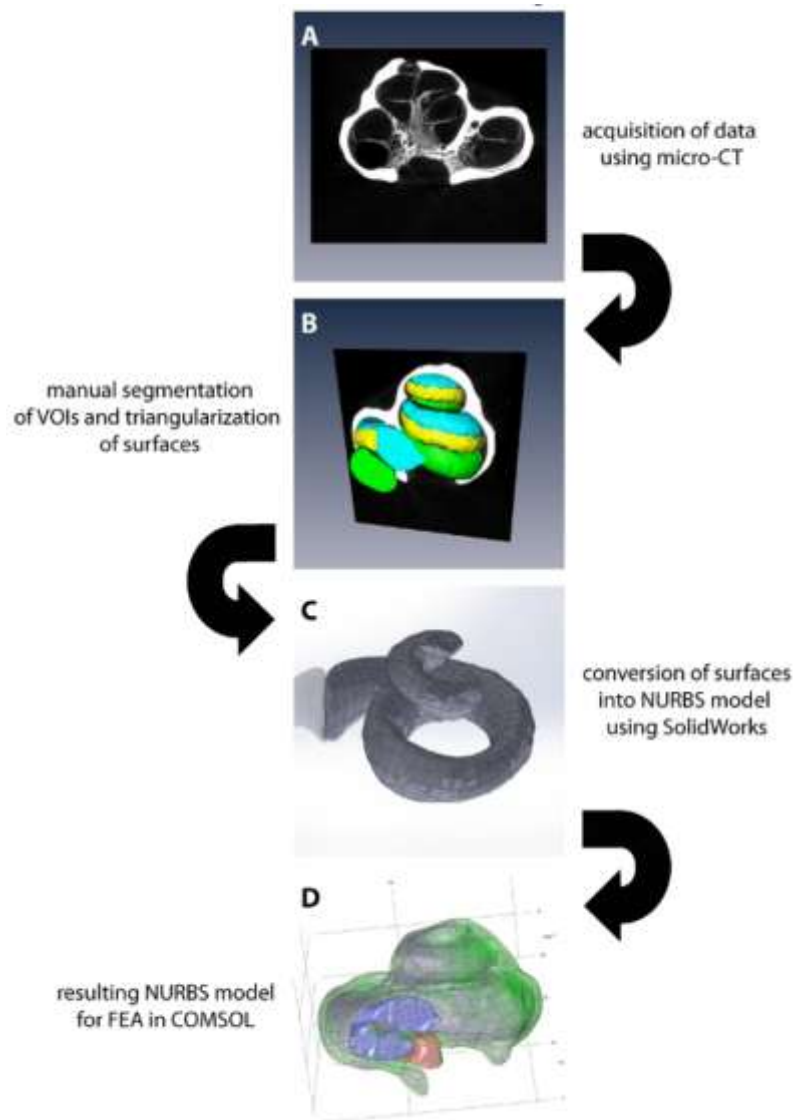 A
acquisition of data
using micro-CT
B
manual segmentation
of VOIs and triangularization
of surfaces
C
conversion of surfaces
into NURBS model
using SolidWorks
D
resulting NURBS model
for FEA in COMSOL